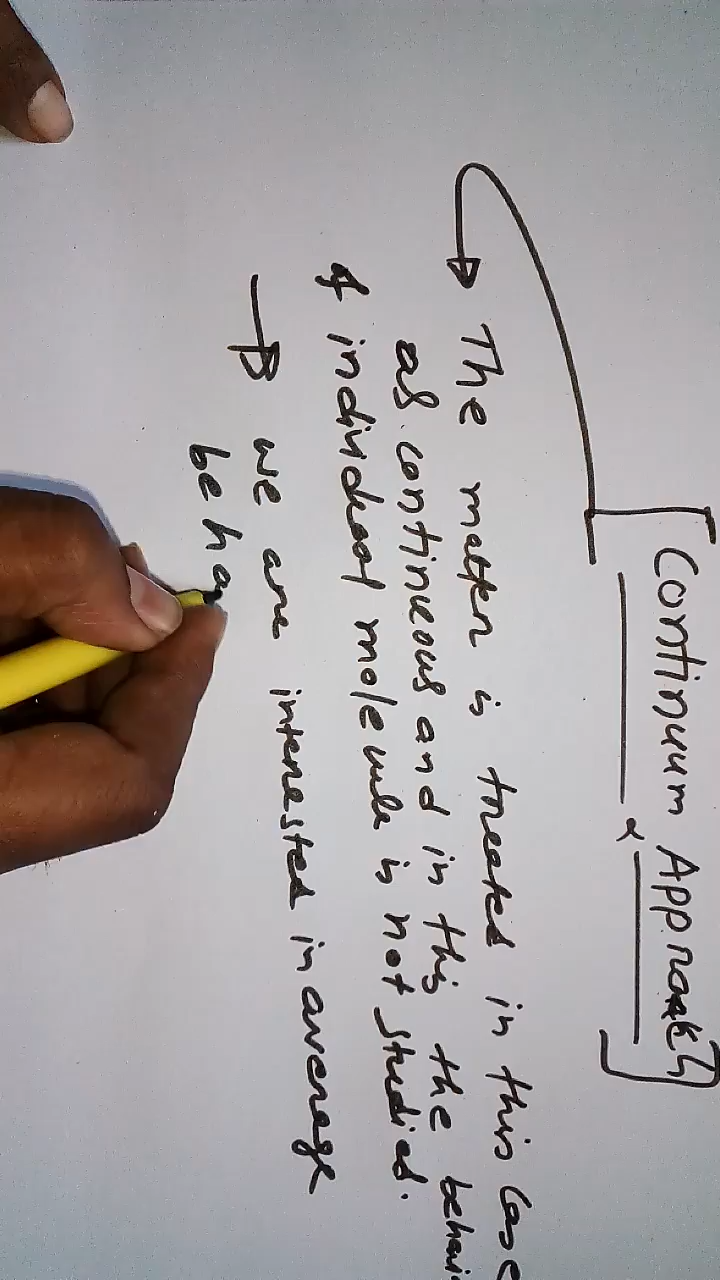 [Continuum Approach]
The matter is treated in this case
as continuous and in this the behavi
of individual molecule is not studied.
we are interested in average
beha